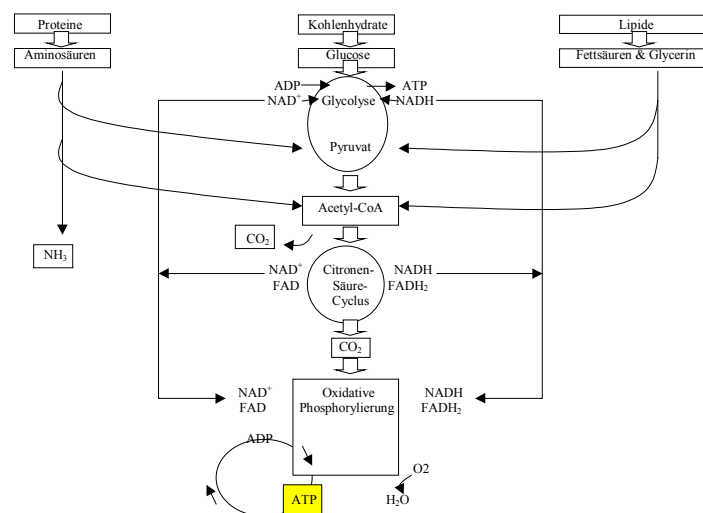 Proteine
Kohlenhydrate
Lipide
Aminosäuren
Glucose
Fettsäuren & Glycerin
ADP
ATP
NAD⁺
Glycolyse
NADH
Pyruvat
Acetyl-CoA
CO₂
NH₃
NAD⁺
FAD
Citronen-
Säure-
Cyclus
NADH
FADH₂
CO₂
NAD⁺
FAD
Oxidative
Phosphorylierung
NADH
FADH₂
ADP
O2
ATP
H₂O